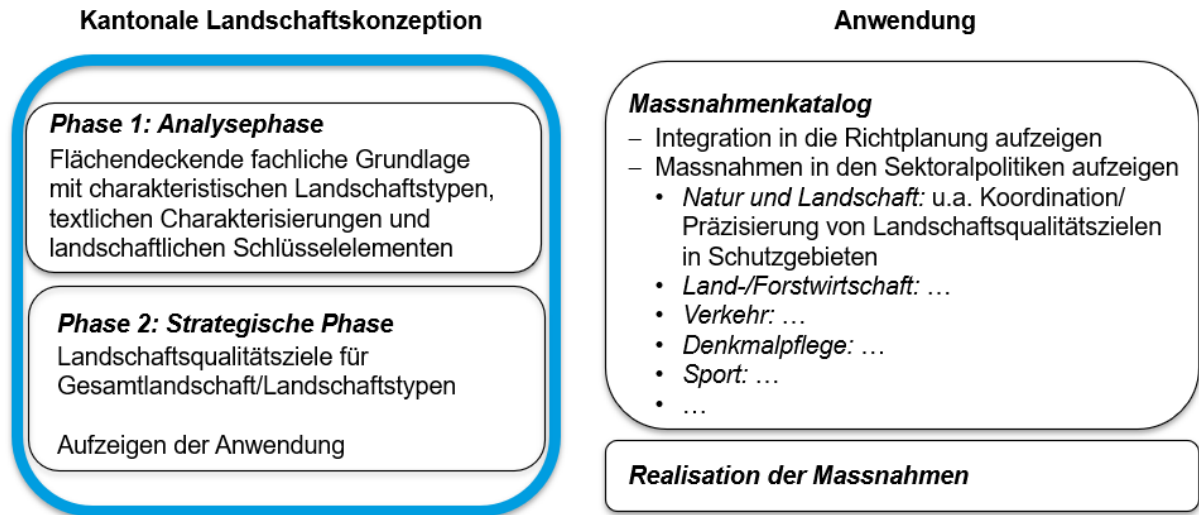 Kantonale Landschaftskonzeption
Phase 1: Analysephase
Flächendeckende fachliche Grundlage
mit charakteristischen Landschaftstypen,
textlichen Charakterisierungen und
landschaftlichen Schlüsselelementen
Phase 2: Strategische Phase
Landschaftsqualitätsziele für
Gesamtlandschaft/Landschaftstypen
Aufzeigen der Anwendung
Anwendung
Massnahmenkatalog
– Integration in die Richtplanung aufzeigen
– Massnahmen in den Sektoralpolitiken aufzeigen
• Natur und Landschaft: u.a. Koordination/
Präzisierung von Landschaftsqualitätszielen
in Schutzgebieten
• Land-/Forstwirtschaft: …
• Verkehr: …
• Denkmalpflege: …
• Sport: …
• …
Realisation der Massnahmen